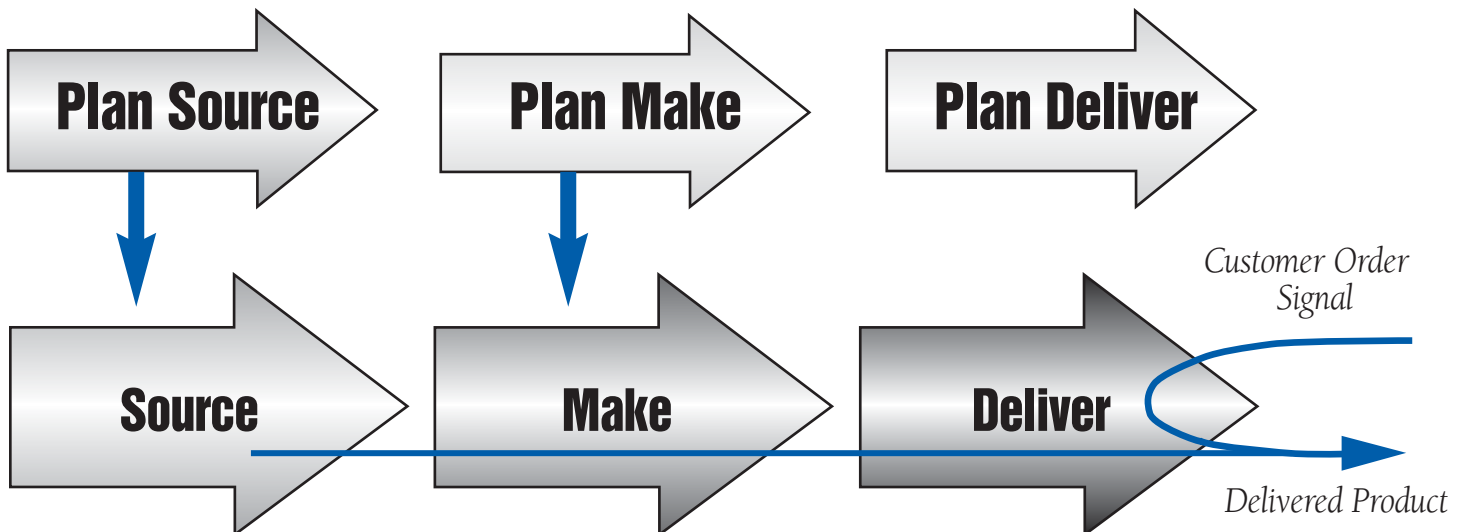 Plan Source
Plan Make
Plan Deliver
Customer Order
Signal
Source
Make
Deliver
Delivered Product